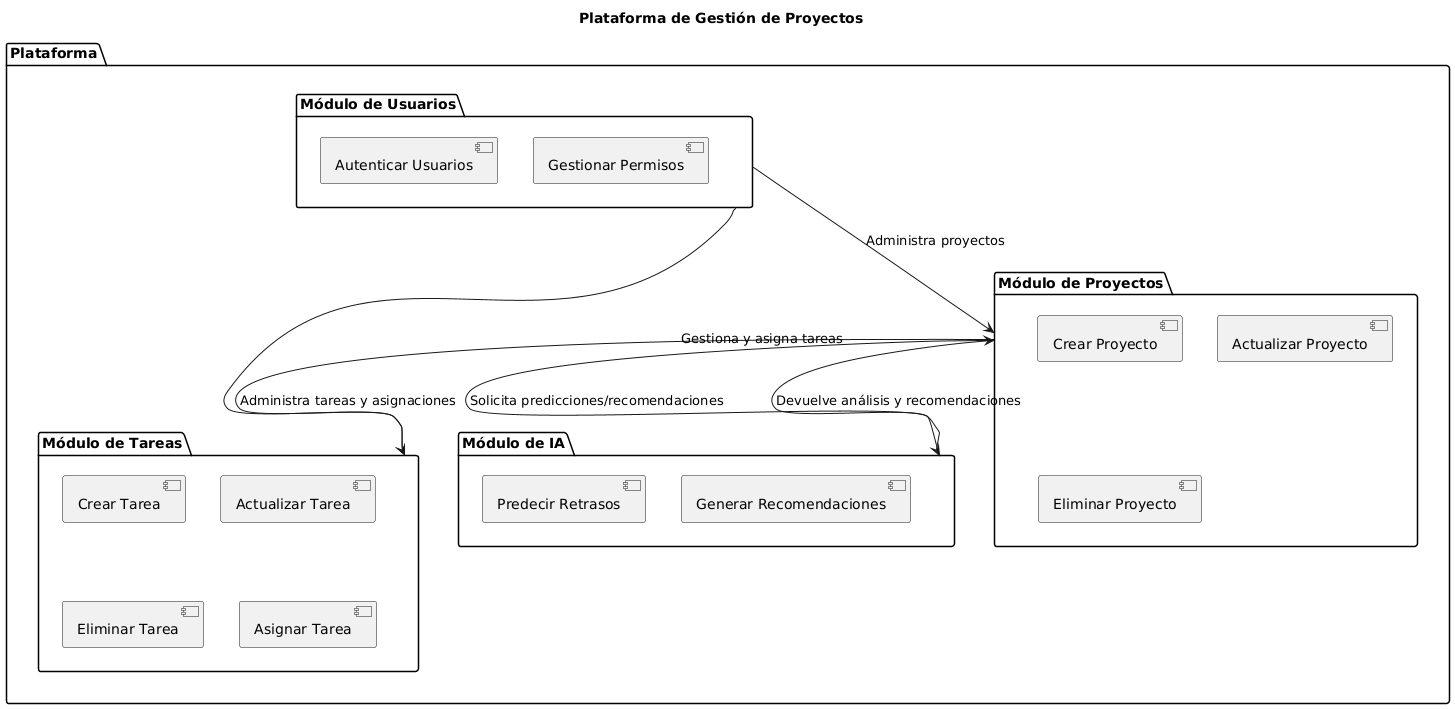 Plataforma de Gestión de Proyectos
Plataforma
Módulo de Usuarios
Autenticar Usuarios
Gestionar Permisos
Administra proyectos
Módulo de Proyectos
Crear Proyecto
Actualizar Proyecto
Eliminar Proyecto
Gestiona y asigna tareas
Administra tareas y asignaciones
Solicita predicciones/recomendaciones
Devuelve análisis y recomendaciones
Módulo de Tareas
Crear Tarea
Actualizar Tarea
Eliminar Tarea
Asignar Tarea
Módulo de IA
Predecir Retrasos
Generar Recomendaciones